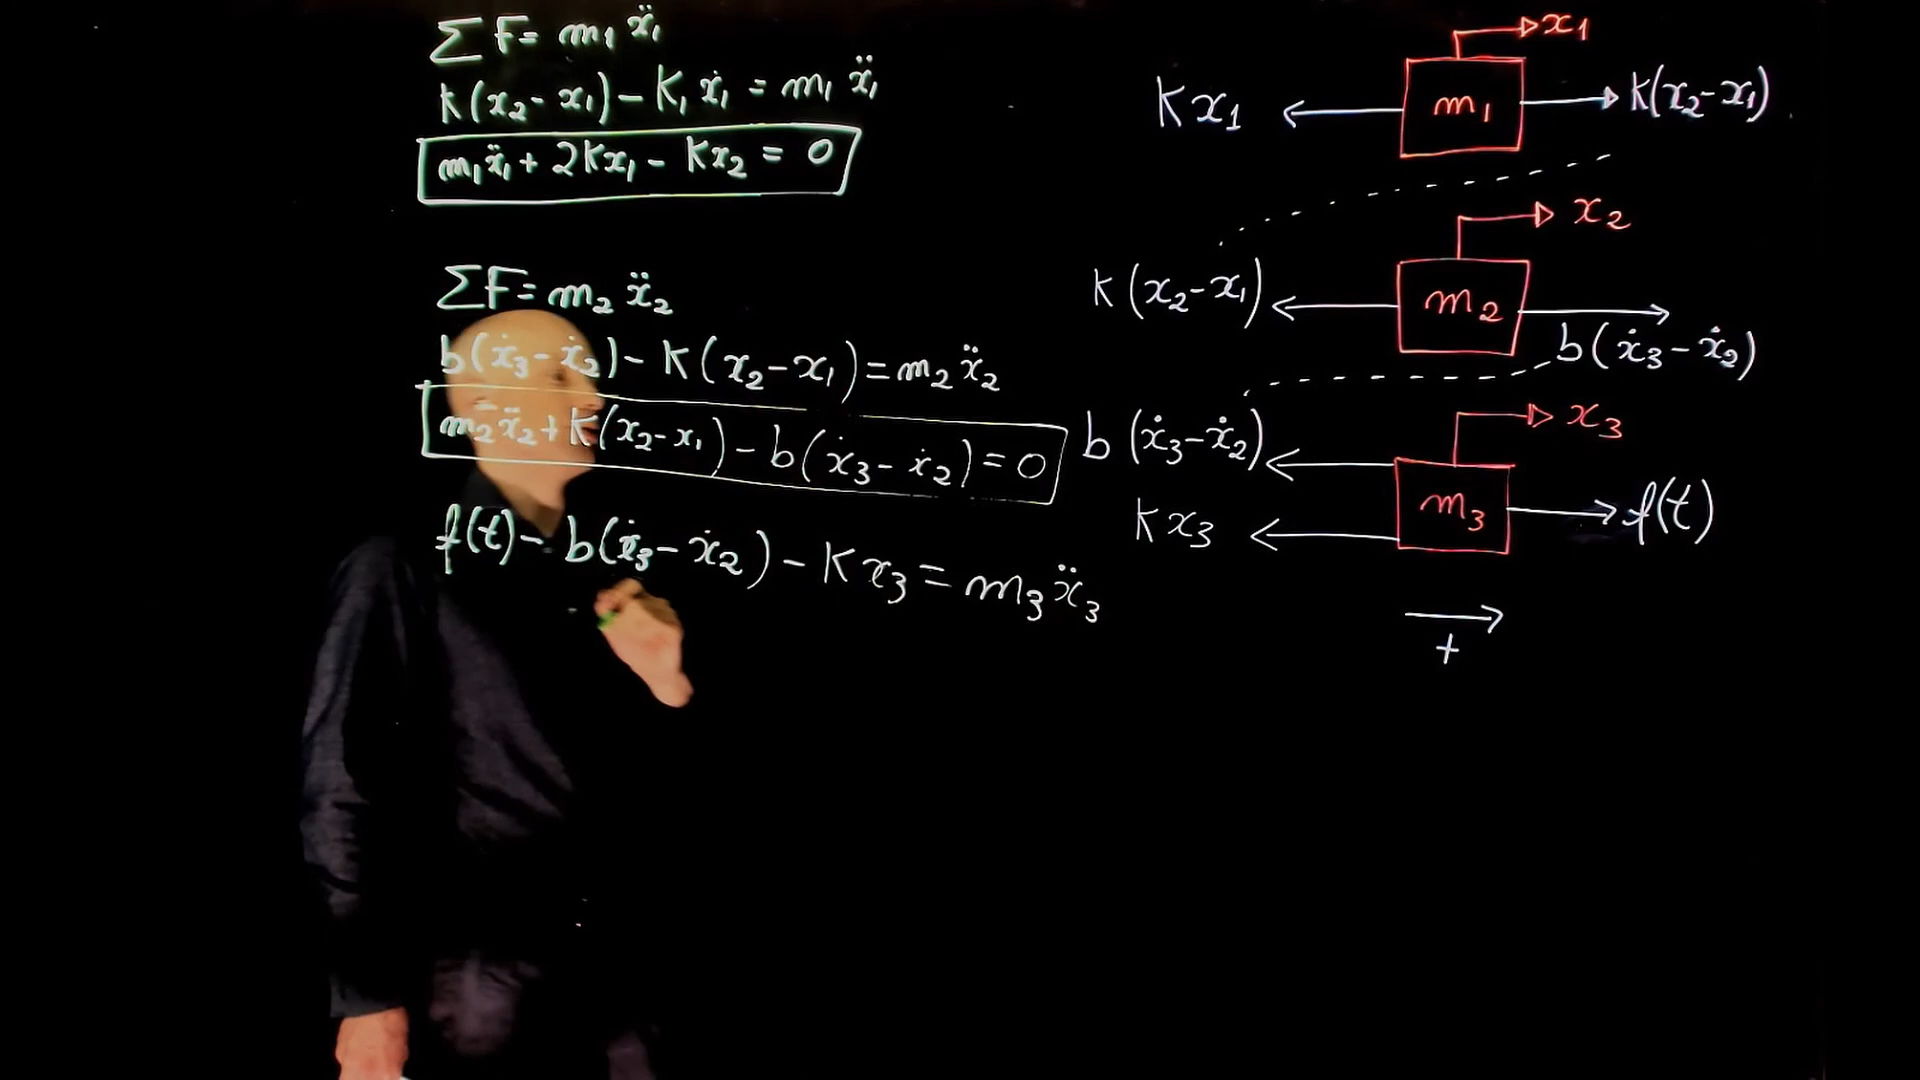 ΣF= m₁ẍ₁
K(x₂-x₁)-K₁ẋ₁ = m₁ẍ₁
m₁ẍ₁+2Kx₁-Kx₂ = 0
ΣF= m₂ẍ₂
b(ẋ₃-ẋ₂)-K(x₂-x₁)=m₂ẍ₂
m₂ẍ₂+K(x₂-x₁)-b(ẋ₃-ẋ₂)=0
f(t)-b(ẋ₃-ẋ₂)-Kx₃=m₃ẍ₃
x₁
Kx₁ m₁ K(x₂-x₁)
x₂
K(x₂-x₁) m₂
b(ẋ₃-ẋ₂)
x₃
b(ẋ₃-ẋ₂)
Kx₃ m₃ f(t)
+